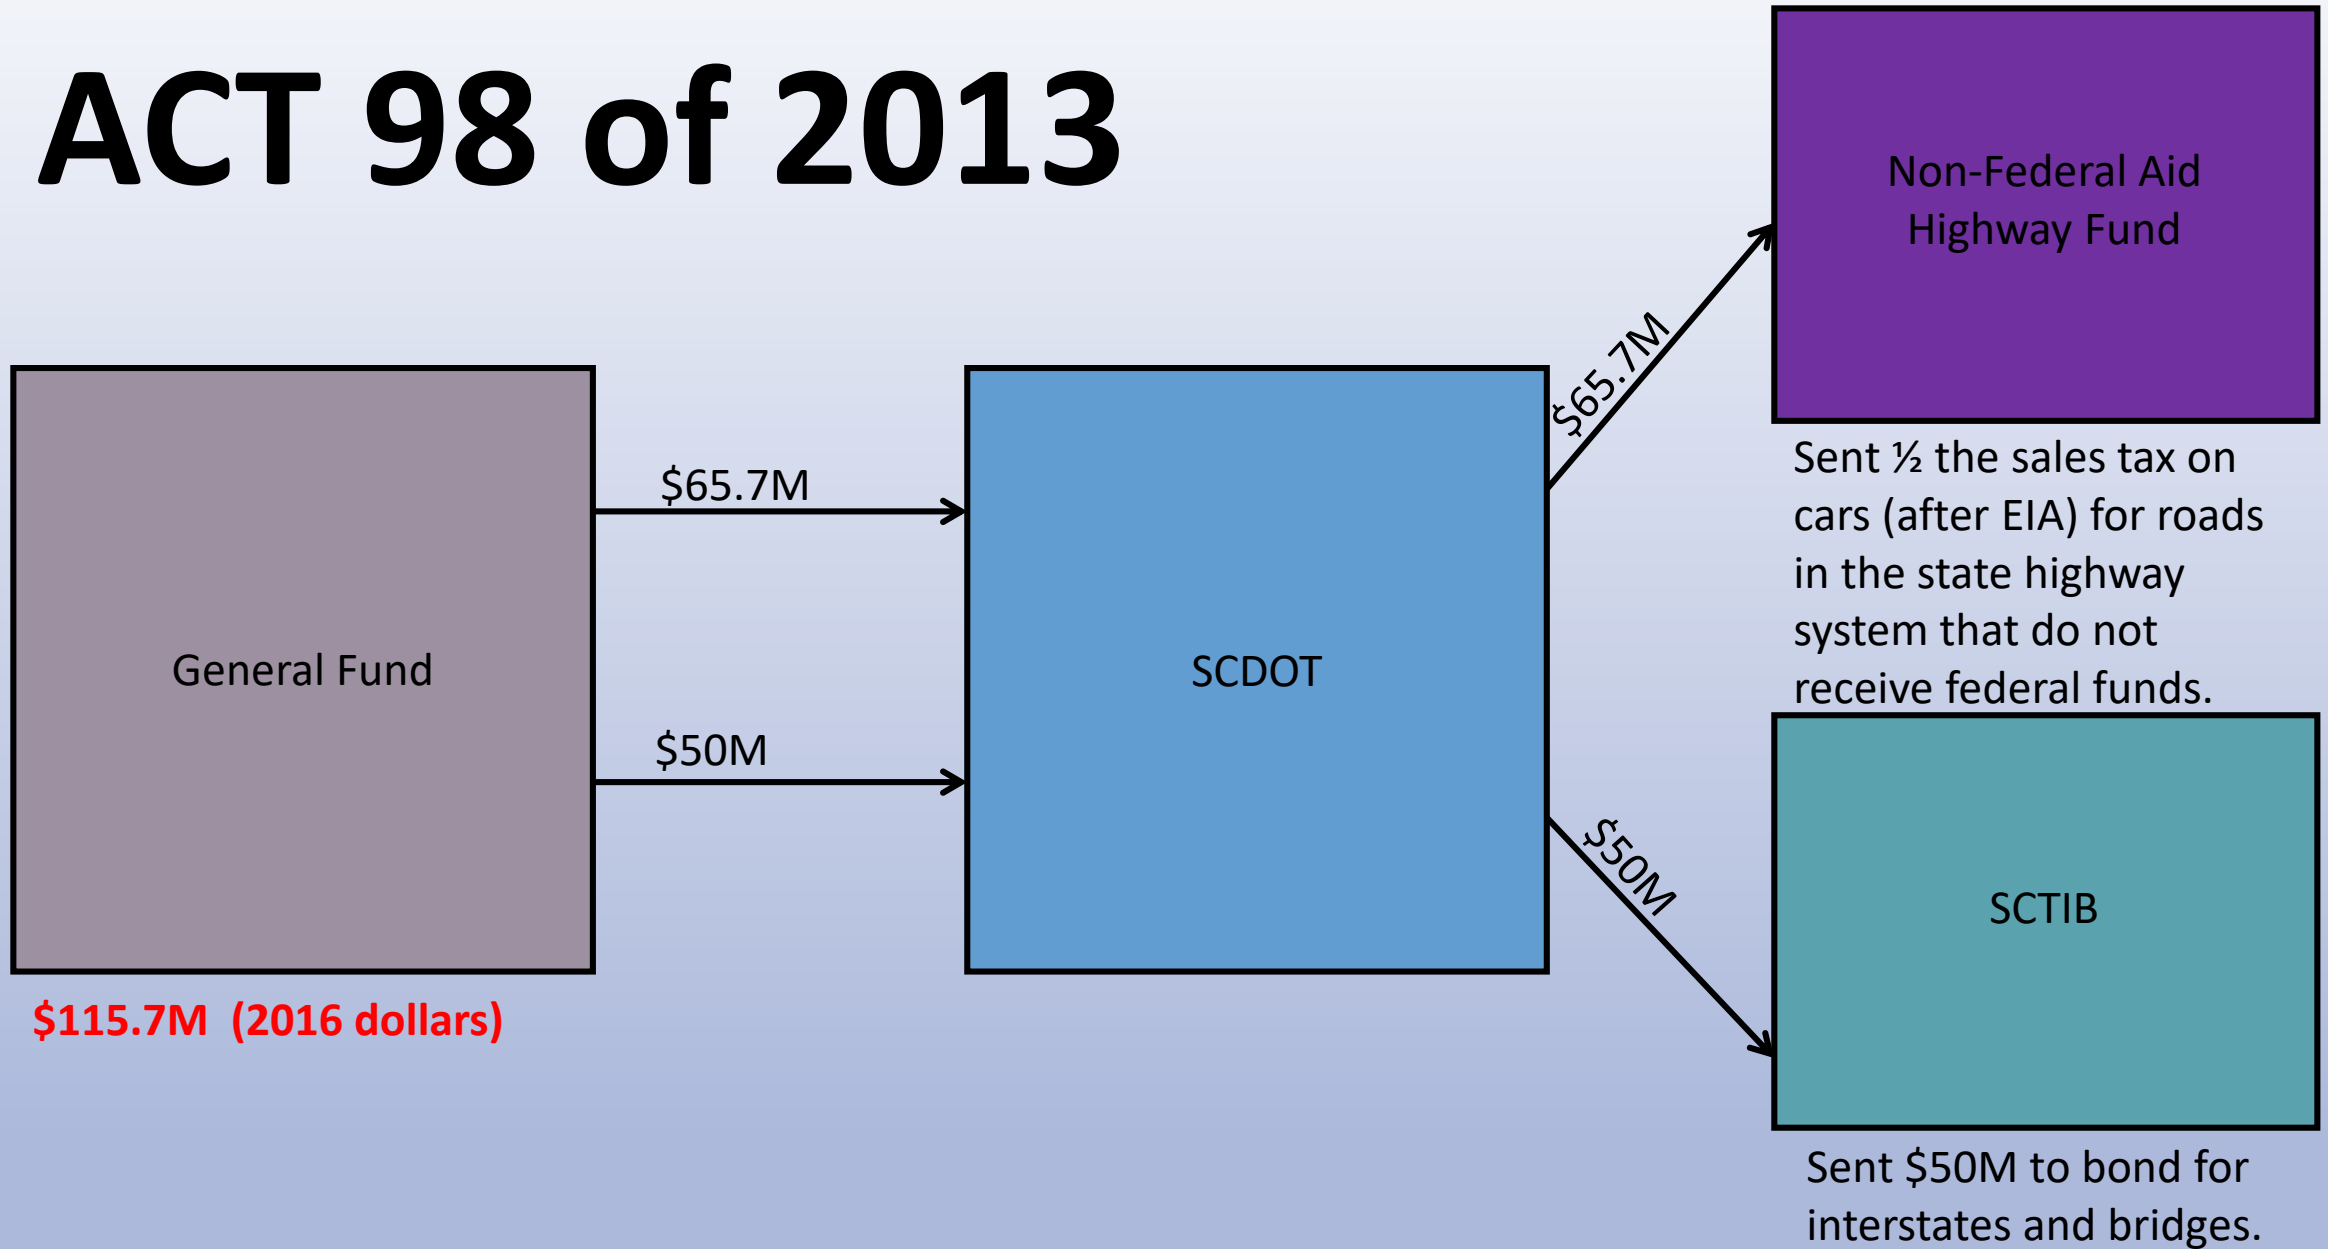 ACT 98 of 2013
Non-Federal Aid
Highway Fund
$65.7M
$65.7M
Sent ½ the sales tax on
cars (after EIA) for roads
in the state highway
system that do not
receive federal funds.
General Fund
SCDOT
$50M
$50M
SCTIB
$115.7M  (2016 dollars)
Sent $50M to bond for
interstates and bridges.